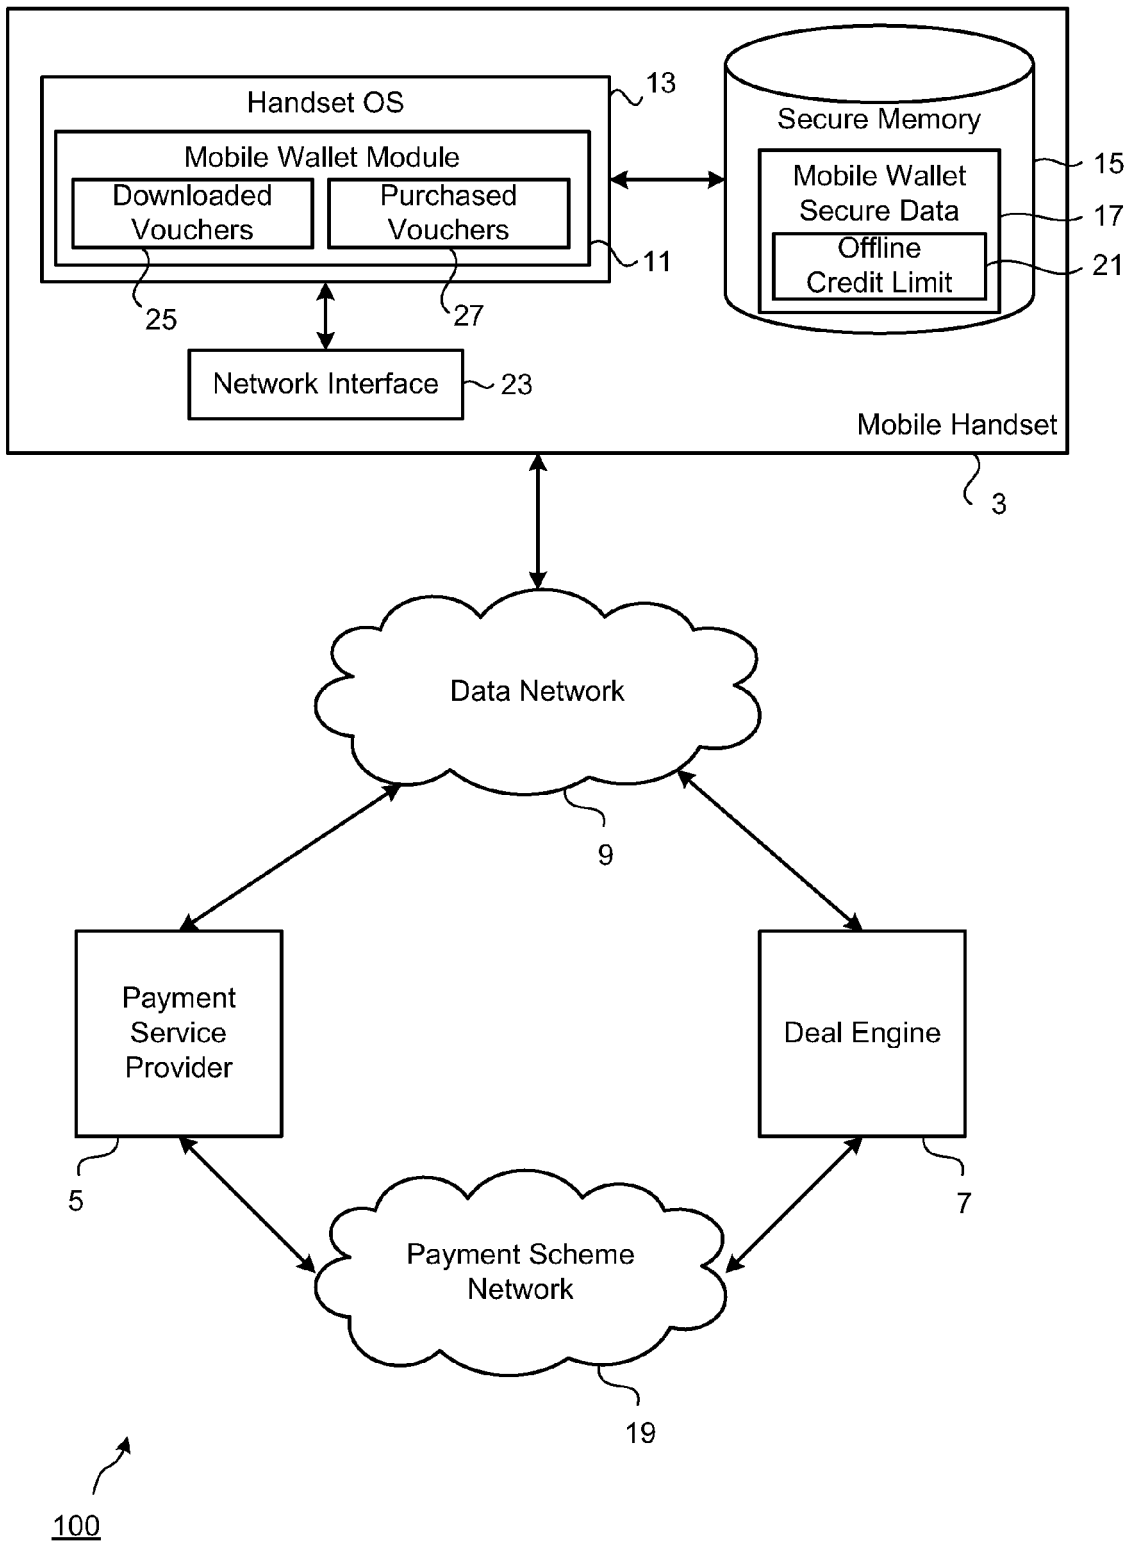 Handset OS
13
Mobile Wallet Module
Downloaded
Vouchers
Purchased
Vouchers
11
25
27
Secure Memory
15
Mobile Wallet
Secure Data
17
Offline
Credit Limit
21
Network Interface
23
Mobile Handset
3
Data Network
9
Payment
Service
Provider
5
Deal Engine
7
Payment Scheme
Network
19
100